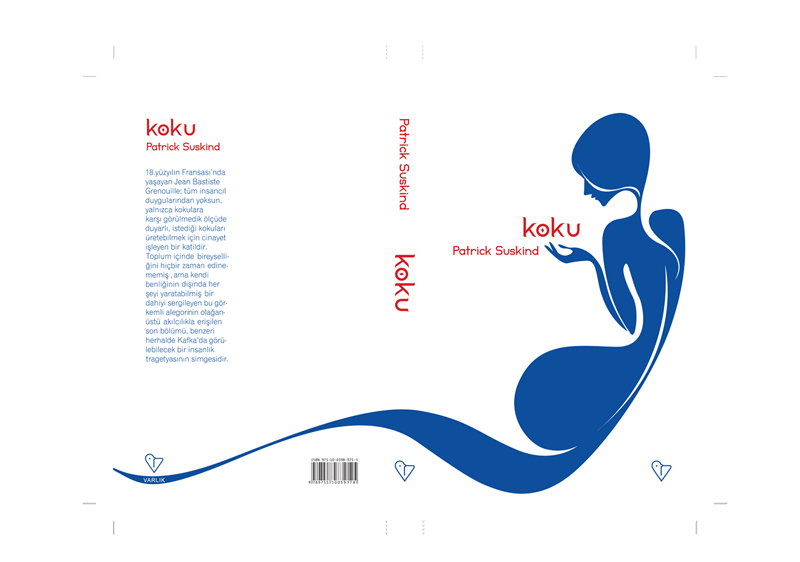 koku
Patrick Suskind
18.yüzyılın Fransası'nda
yaşayan Jean Bastiste
Grenouille; tüm insancıl
duygularından yoksun,
yalnızca kokulara
karşı görülmedik ölçüde
duyarlı, istediği kokuları
üretebilmek için cinayet
işleyen bir katildir.
Toplum içinde bireyselli-
ğini hiçbir zaman edine-
memiş , ama kendi
benliğinin dışında her
şeyi yaratabilmiş bir
dahiyi sergileyen bu gör-
kemli alegorinin olağan-
üstü akılcılıkla erişilen
son bölümü, benzeri
herhalde Kafka'da görü-
lebilecek bir insanlık
tragetyasının simgesidir.
VARLIK
Patrick Suskind
koku
koku
Patrick Suskind